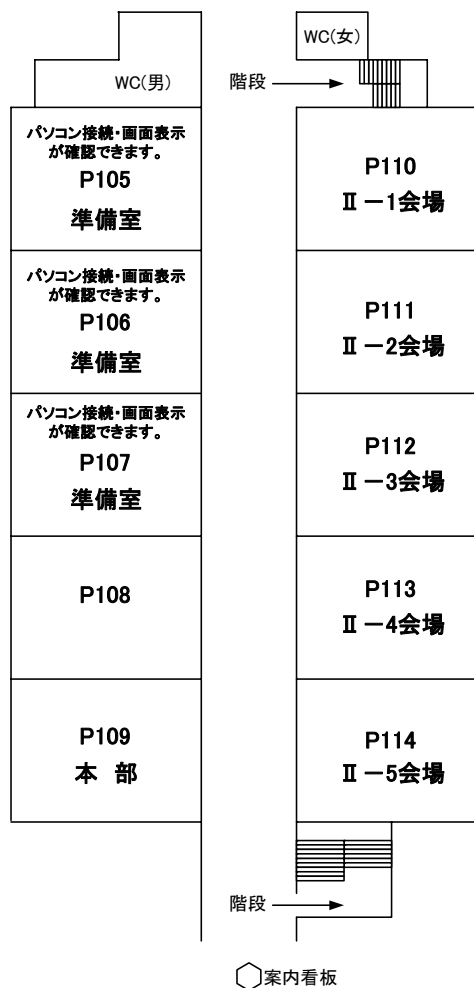 WC(女)
WC(男)
階段
パソコン接続・画面表示
が確認できます。
P105
準備室
P110
Ⅱ－1会場
パソコン接続・画面表示
が確認できます。
P106
準備室
P111
Ⅱ－2会場
パソコン接続・画面表示
が確認できます。
P107
準備室
P112
Ⅱ－3会場
P108
P113
Ⅱ－4会場
P109
本 部
P114
Ⅱ－5会場
階段
案内看板